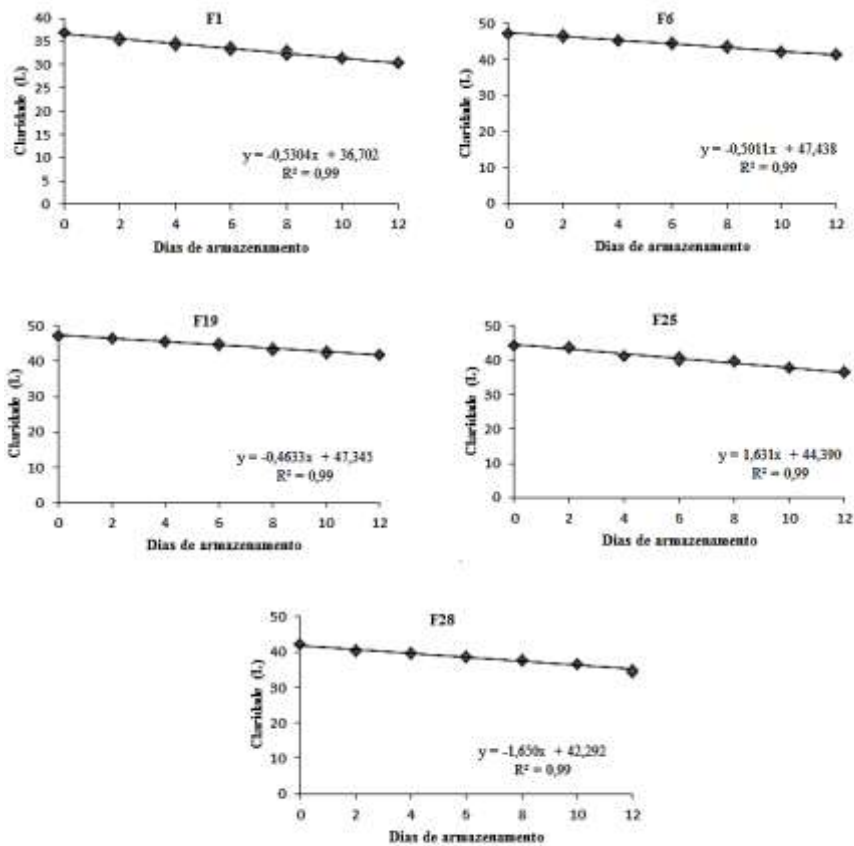 F1
40
35
30
25
20
15
10
5
0
Claridade (L)
y = -0,5304x + 36,702
R² = 0,99
0 2 4 6 8 10 12
Dias de armazenamento
F6
50
40
30
20
10
0
Claridade (L)
y = -0,5011x + 47,438
R² = 0,99
0 2 4 6 8 10 12
Dias de armazenamento
F19
50
40
30
20
10
0
Claridade (L)
y = -0,4633x + 47,345
R² = 0,99
0 2 4 6 8 10 12
Dias de armazenamento
F25
50
40
30
20
10
0
Claridade (L)
y = 1,631x + 44,390
R² = 0,99
0 2 4 6 8 10 12
Dias de armazenamento
F28
50
40
30
20
10
0
Claridade (L)
y = -1,650x + 42,292
R² = 0,99
0 2 4 6 8 10 12
Dias de armazenamento